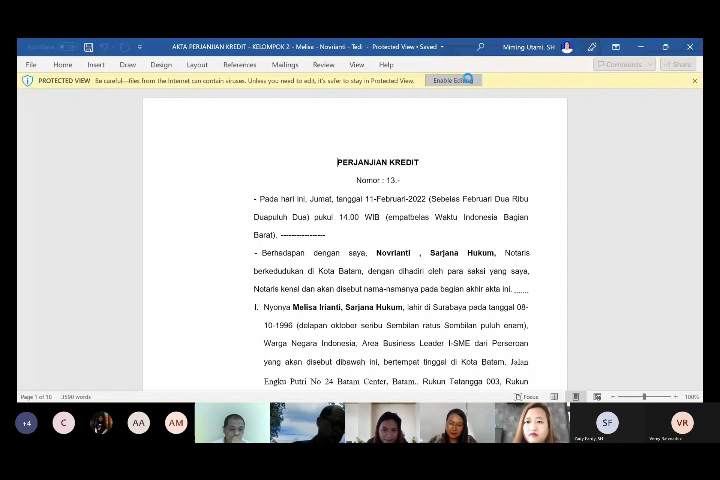 AKTA PERJANJIAN KREDIT - KELOMPOK 2 - Melisa - Novrianti - Tedi - Protected View • Saved
Miming Utami, SH
File Home Insert Draw Design Layout References Mailings Review View Help
Comments Share
PROTECTED VIEW Be careful—files from the Internet can contain viruses. Unless you need to edit, it's safer to stay in Protected View. Enable Editing
PERJANJIAN KREDIT
Nomor : 13.-
- Pada hari ini, Jumat, tanggal 11-Februari-2022 (Sebelas Februari Dua Ribu
Duapuluh Dua) pukul 14.00 WIB (empatbelas Waktu Indonesia Bagian
Barat). -----------------
- Berhadapan dengan saya, Novrianti , Sarjana Hukum, Notaris
berkedudukan di Kota Batam, dengan dihadiri oleh para saksi yang saya,
Notaris kenal dan akan disebut nama-namanya pada bagian akhir akta ini. .......
I. Nyonya Melisa Irianti, Sarjana Hukum, lahir di Surabaya pada tanggal 08-
10-1996 (delapan oktober seribu Sembilan ratus Sembilan puluh enam),
Warga Negara Indonesia, Area Business Leader I-SME dari Perseroan
yang akan disebut dibawah ini, bertempat tinggal di Kota Batam, Jalan
Engku Putri No 24 Batam Center, Batam., Rukun Tetangga 003, Rukun
Page 1 of 16 3590 words
Focus
100%
+4 C AA AM SF VR